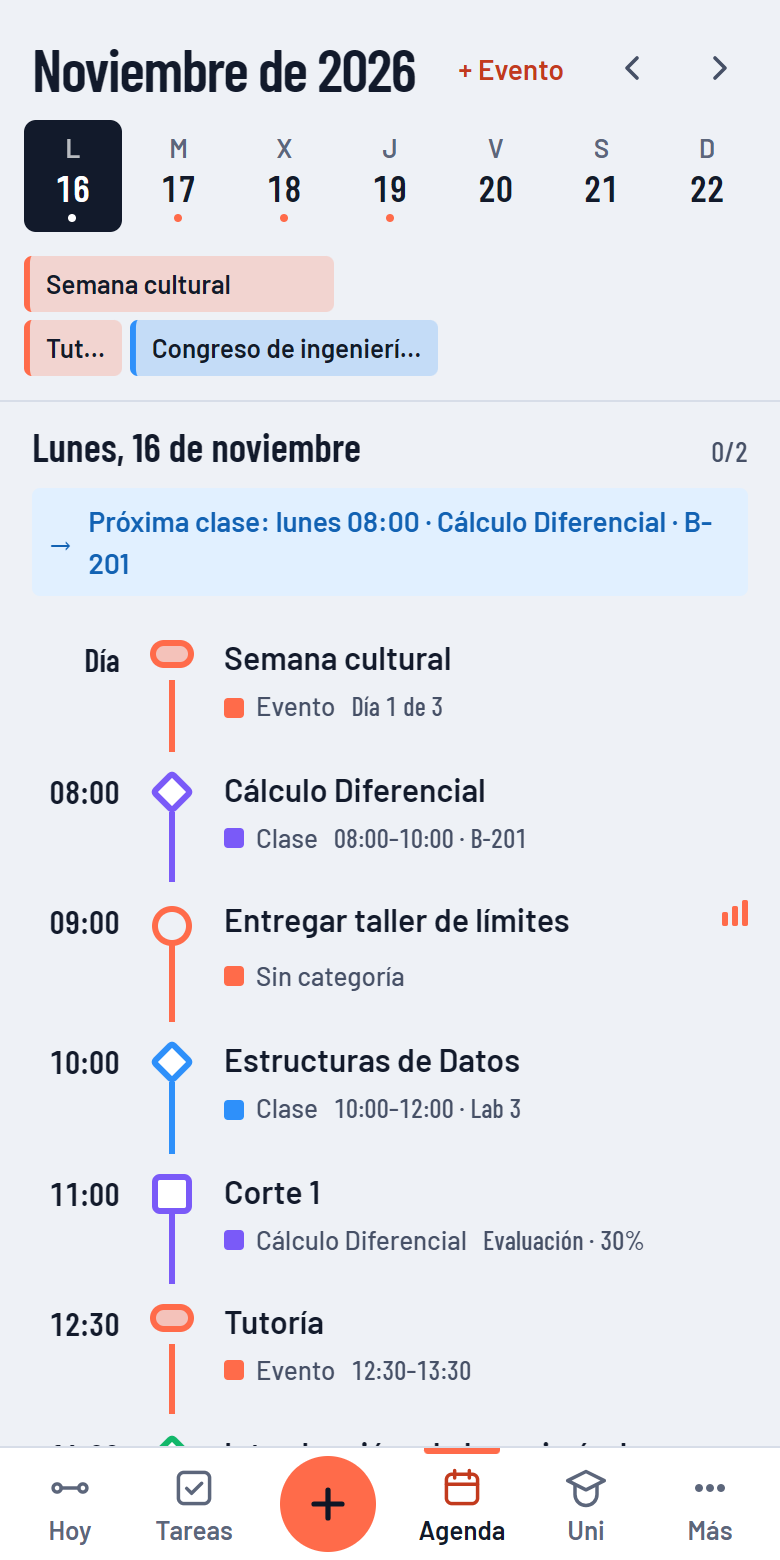 Noviembre de 2026
+ Evento
L M X J V S D
16 17 18 19 20 21 22
Semana cultural
Tut...
Congreso de ingenierí...
Lunes, 16 de noviembre
0/2
→ Próxima clase: lunes 08:00 · Cálculo Diferencial · B-
201
Día
Semana cultural
Evento Día 1 de 3
08:00
Cálculo Diferencial
Clase 08:00–10:00 · B-201
09:00
Entregar taller de límites
Sin categoría
10:00
Estructuras de Datos
Clase 10:00–12:00 · Lab 3
11:00
Corte 1
Cálculo Diferencial Evaluación · 30%
12:30
Tutoría
Evento 12:30–13:30
Hoy
Tareas
+
Agenda
Uni
Más